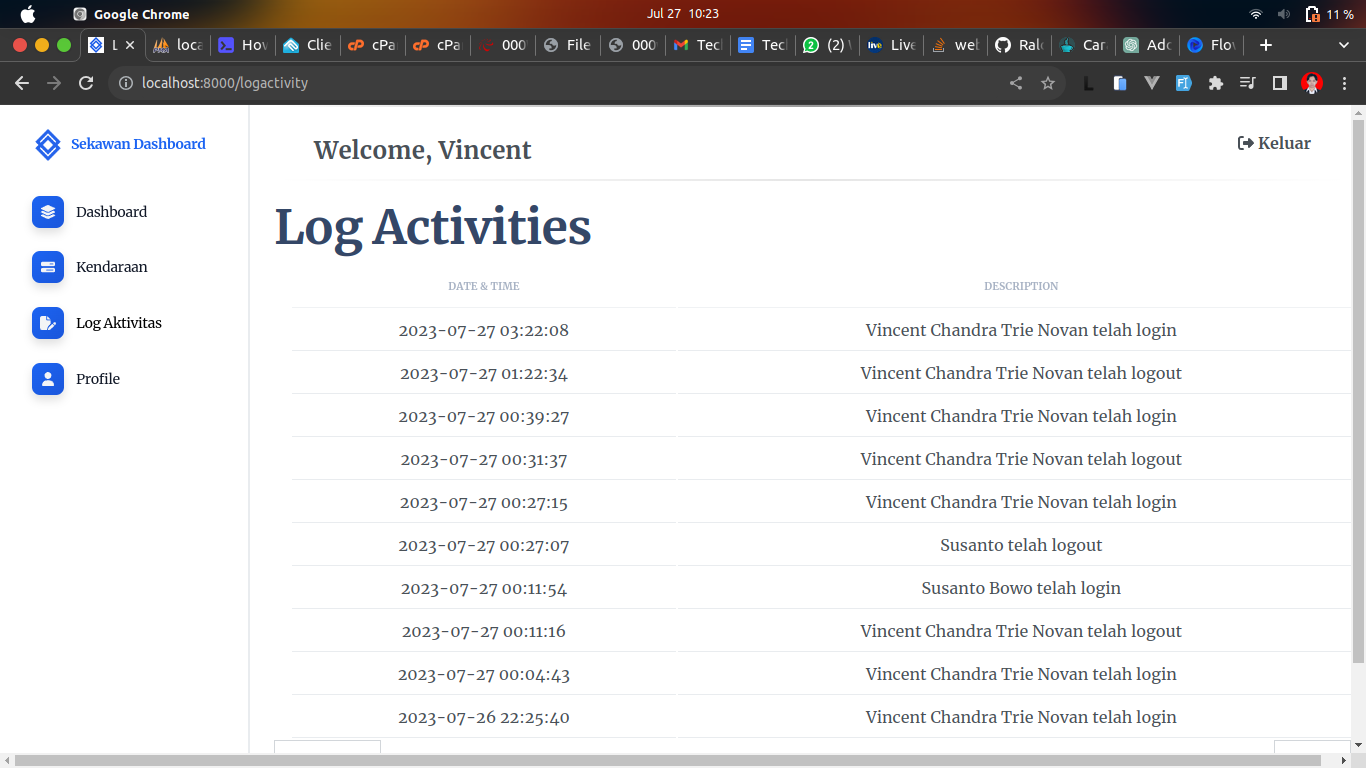 Google Chrome
Jul 27 10:23
11 %
L
loca
How
Clie
cPa
cPa
000
File
000
Tec
Tec
(2)
Live
web
Ralc
Car
Adc
Flo
localhost:8000/logactivity
Sekawan Dashboard
Welcome, Vincent
Keluar
Dashboard
Kendaraan
Log Aktivitas
Profile
Log Activities
DATE & TIME DESCRIPTION
2023-07-27 03:22:08 Vincent Chandra Trie Novan telah login
2023-07-27 01:22:34 Vincent Chandra Trie Novan telah logout
2023-07-27 00:39:27 Vincent Chandra Trie Novan telah login
2023-07-27 00:31:37 Vincent Chandra Trie Novan telah logout
2023-07-27 00:27:15 Vincent Chandra Trie Novan telah login
2023-07-27 00:27:07 Susanto telah logout
2023-07-27 00:11:54 Susanto Bowo telah login
2023-07-27 00:11:16 Vincent Chandra Trie Novan telah logout
2023-07-27 00:04:43 Vincent Chandra Trie Novan telah login
2023-07-26 22:25:40 Vincent Chandra Trie Novan telah login